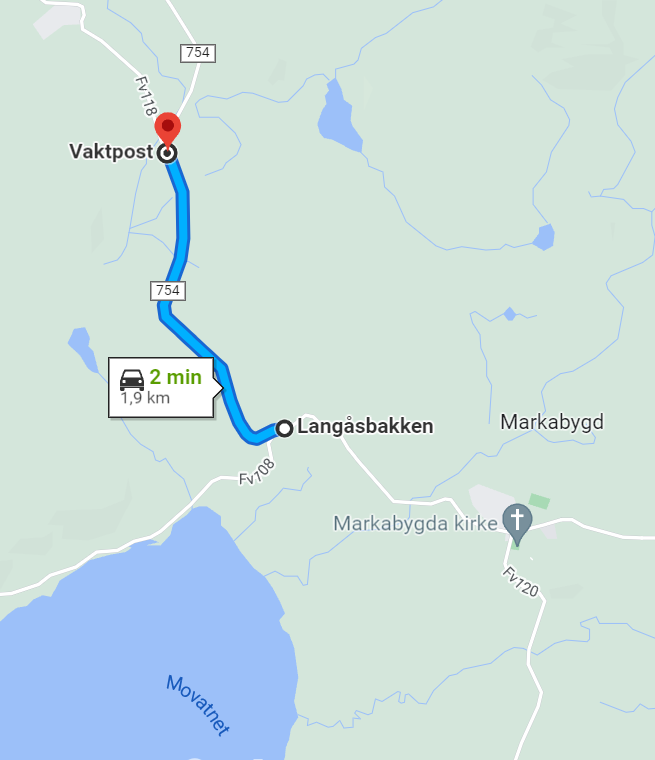 754
Fv118
Vaktpost
754
2 min
1,9 km
Langåsbakken
Markabygd
Fv708
Markabygda kirke
Fv120
Movatnet